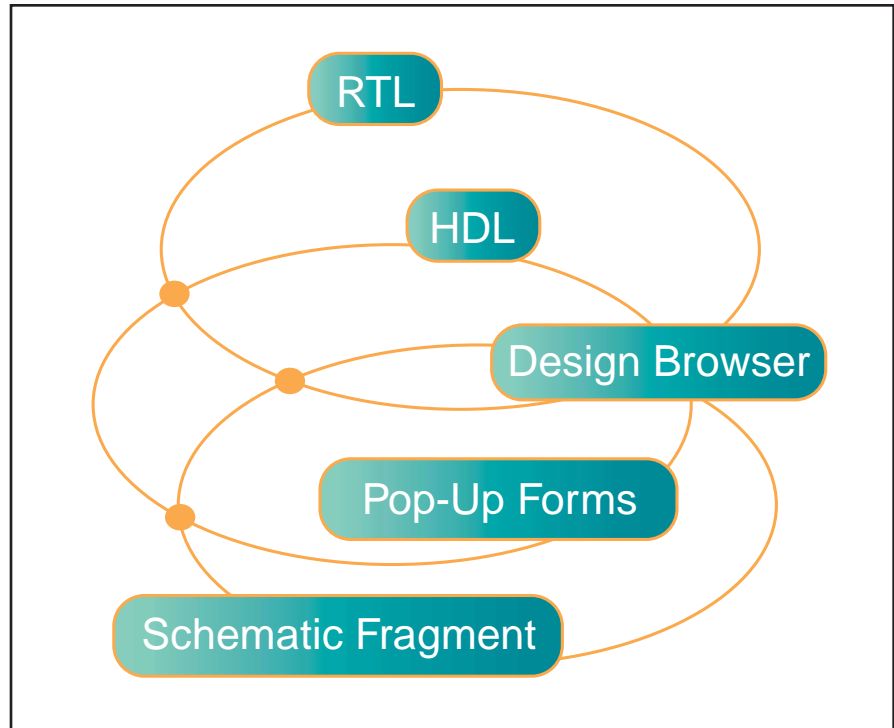 RTL
HDL
Design Browser
Pop-Up Forms
Schematic Fragment